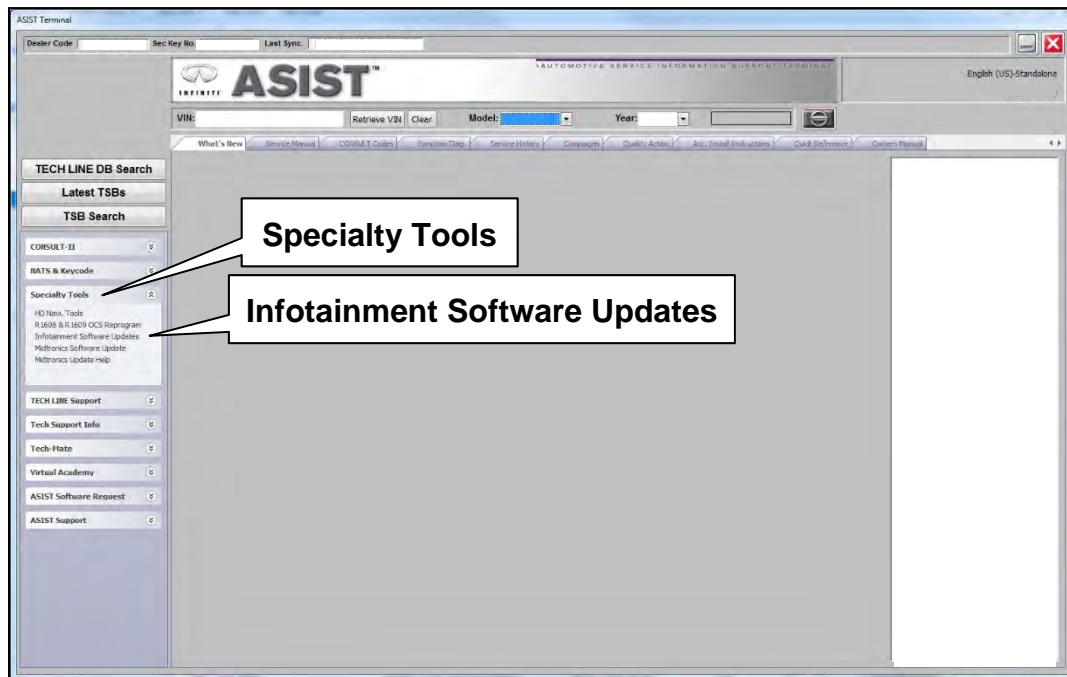 ASIST Terminal
Dealer Code Sec Key No. Last Sync.
INFINITI ASIST™
AUTOMOTIVE SERVICE INFORMATION SUPPORT TERMINAL
English (US)-Standalone
VIN: Retrieve VIN Clear Model: Year:
What's New Service Manual CONSULT Codes Symptom Diag. Service History Campaigns Quality Action Acc. Install Instructions Quick Reference Owners Manual
TECH LINE DB Search
Latest TSBs
TSB Search
CONSULT-II
NATS & Keycode
Specialty Tools
HD Navi. Tools
R1608 & R1609 OCS Reprogram
Infotainment Software Updates
Midtronics Software Update
Midtronics Update Help
TECH LINE Support
Tech Support Info
Tech-Mate
Virtual Academy
ASIST Software Request
ASIST Support
Specialty Tools
Infotainment Software Updates